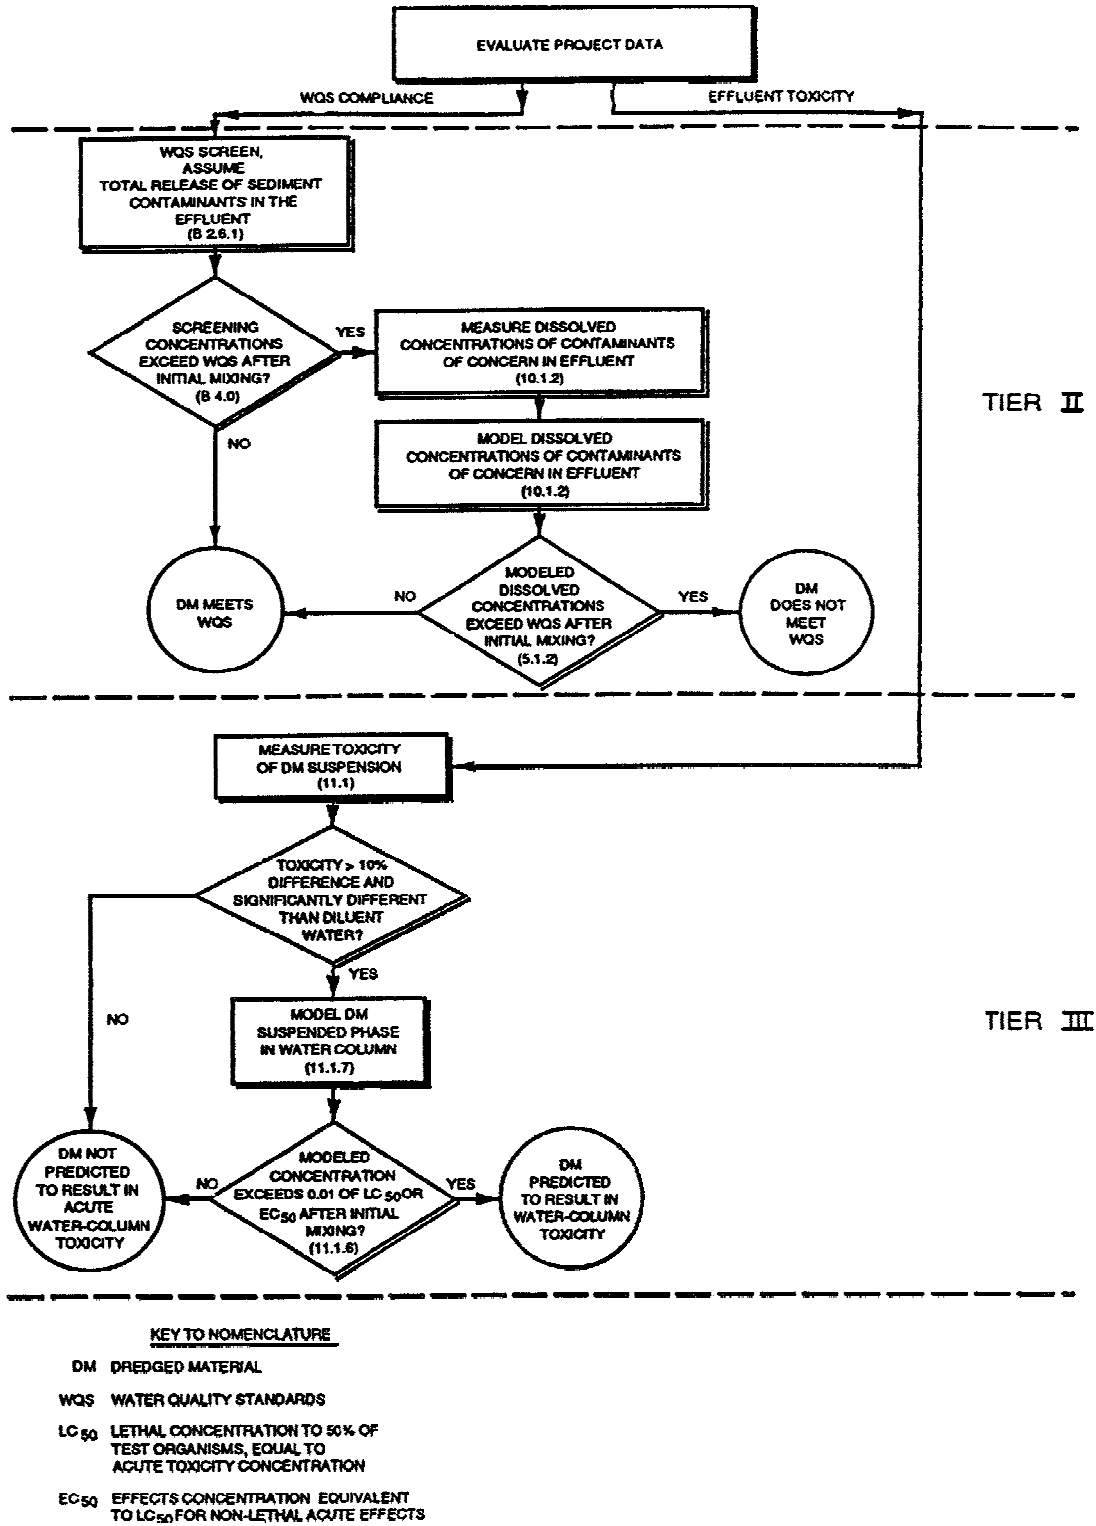 EVALUATE PROJECT DATA
WQS COMPLIANCE
EFFLUENT TOXICITY
WQS SCREEN,
ASSUME
TOTAL RELEASE OF SEDIMENT
CONTAMINANTS IN THE
EFFLUENT
(B 2.6.1)
SCREENING
CONCENTRATIONS
EXCEED WQS AFTER
INITIAL MIXING?
(B 4.0)
YES
NO
MEASURE DISSOLVED
CONCENTRATIONS OF CONTAMINANTS
OF CONCERN IN EFFLUENT
(10.1.2)
TIER II
MODEL DISSOLVED
CONCENTRATIONS OF CONTAMINANTS
OF CONCERN IN EFFLUENT
(10.1.2)
DM MEETS
WQS
NO
MODELED
DISSOLVED
CONCENTRATIONS
EXCEED WQS AFTER
INITIAL MIXING?
(5.1.2)
YES
DM
DOES NOT
MEET
WQS
MEASURE TOXICITY
OF DM SUSPENSION
(11.1)
TOXICITY > 10%
DIFFERENCE AND
SIGNIFICANTLY DIFFERENT
THAN DILUENT
WATER?
YES
NO
MODEL DM
SUSPENDED PHASE
IN WATER COLUMN
(11.1.7)
TIER III
DM NOT
PREDICTED
TO RESULT IN
ACUTE
WATER-COLUMN
TOXICITY
NO
MODELED
CONCENTRATION
EXCEEDS 0.01 OF LC50 OR
EC50 AFTER INITIAL
MIXING?
(11.1.6)
YES
DM
PREDICTED
TO RESULT IN
WATER-COLUMN
TOXICITY
KEY TO NOMENCLATURE
DM DREDGED MATERIAL
WQS WATER QUALITY STANDARDS
LC50 LETHAL CONCENTRATION TO 50% OF
TEST ORGANISMS, EQUAL TO
ACUTE TOXICITY CONCENTRATION
EC50 EFFECTS CONCENTRATION EQUIVALENT
TO LC50 FOR NON-LETHAL ACUTE EFFECTS